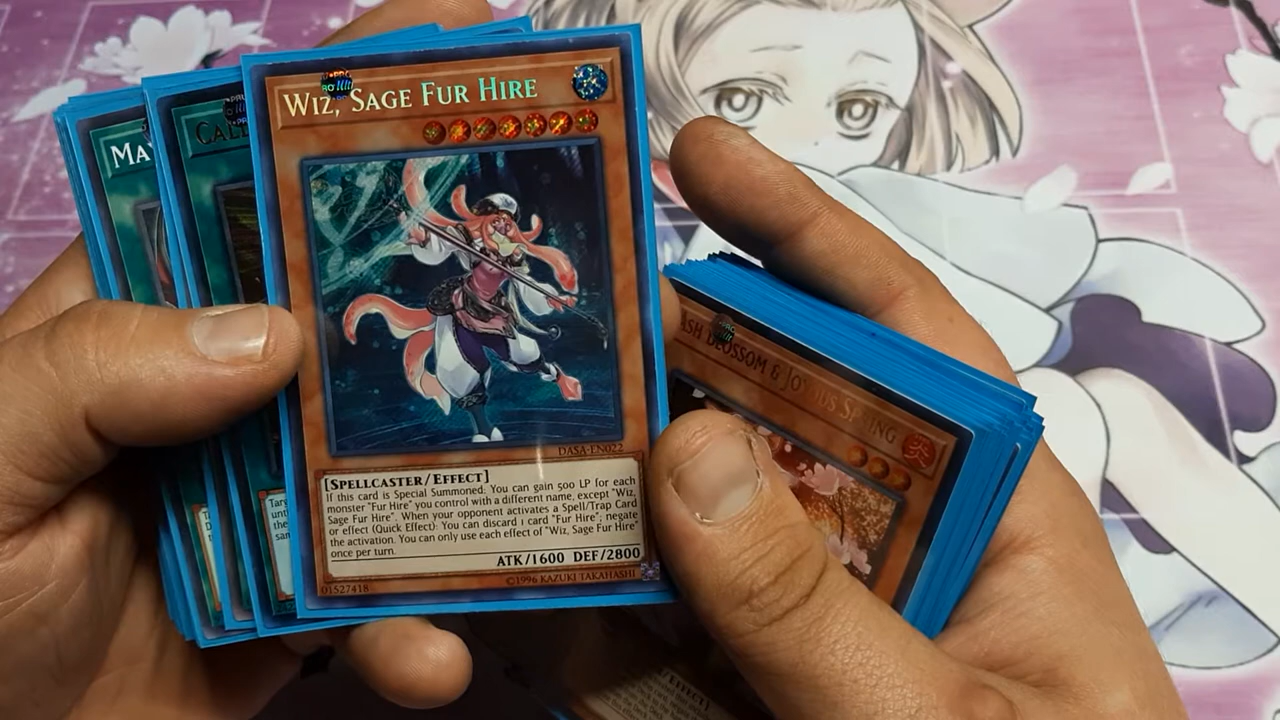 Wiz, Sage Fur Hire
DASA-EN022
[Spellcaster/Effect]
If this card is Special Summoned: You can gain 500 LP for each
monster "Fur Hire" you control with a different name, except "Wiz,
Sage Fur Hire". When your opponent activates a Spell/Trap Card
or effect (Quick Effect): You can discard 1 card "Fur Hire"; negate
the activation. You can only use each effect of "Wiz, Sage Fur Hire"
once per turn.
ATK/1600 DEF/2800
01527418
©1996 KAZUKI TAKAHASHI
Ash Blossom & Joyous Spring
炎